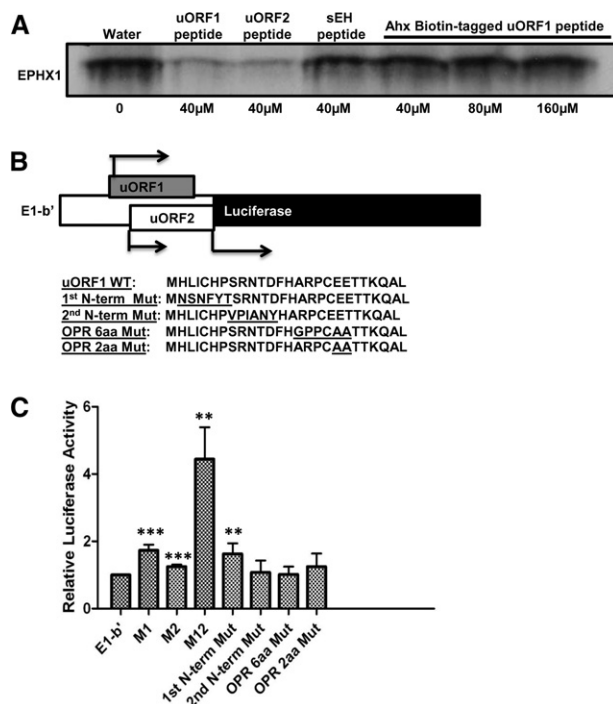 A
Water
uORF1 peptide
uORF2 peptide
sEH peptide
Ahx Biotin-tagged uORF1 peptide
EPHX1
0 40µM 40µM 40µM 40µM 80µM 160µM
B
uORF1
E1-b'
Luciferase
uORF2
uORF1 WT: MHLICHPSRNTDFHARPCEETTKQAL
1st N-term Mut: MNSNFYTSRNTDFHARPCEETTKQAL
2nd N-term Mut: MHLICHPVPIANYHARPCEETTKQAL
OPR 6aa Mut: MHLICHPSRNTDFHGPPCAATTKQAL
OPR 2aa Mut: MHLICHPSRNTDFHARPCAATTKQAL
C
Relative Luciferase Activity
6
4
2
0
***
***
**
**
E1-b'
M1
M2
M12
1st N-term Mut
2nd N-term Mut
OPR 6aa Mut
OPR 2aa Mut